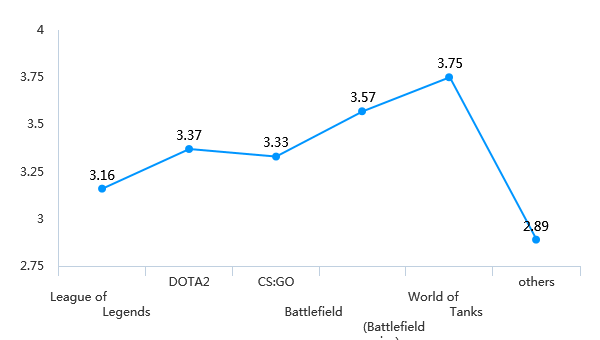 4
3.75
3.5
3.25
3
2.75
3.16
3.37
3.33
3.57
3.75
2.89
League of
Legends
DOTA2
CS:GO
Battlefield
(Battlefield
World of
Tanks
others